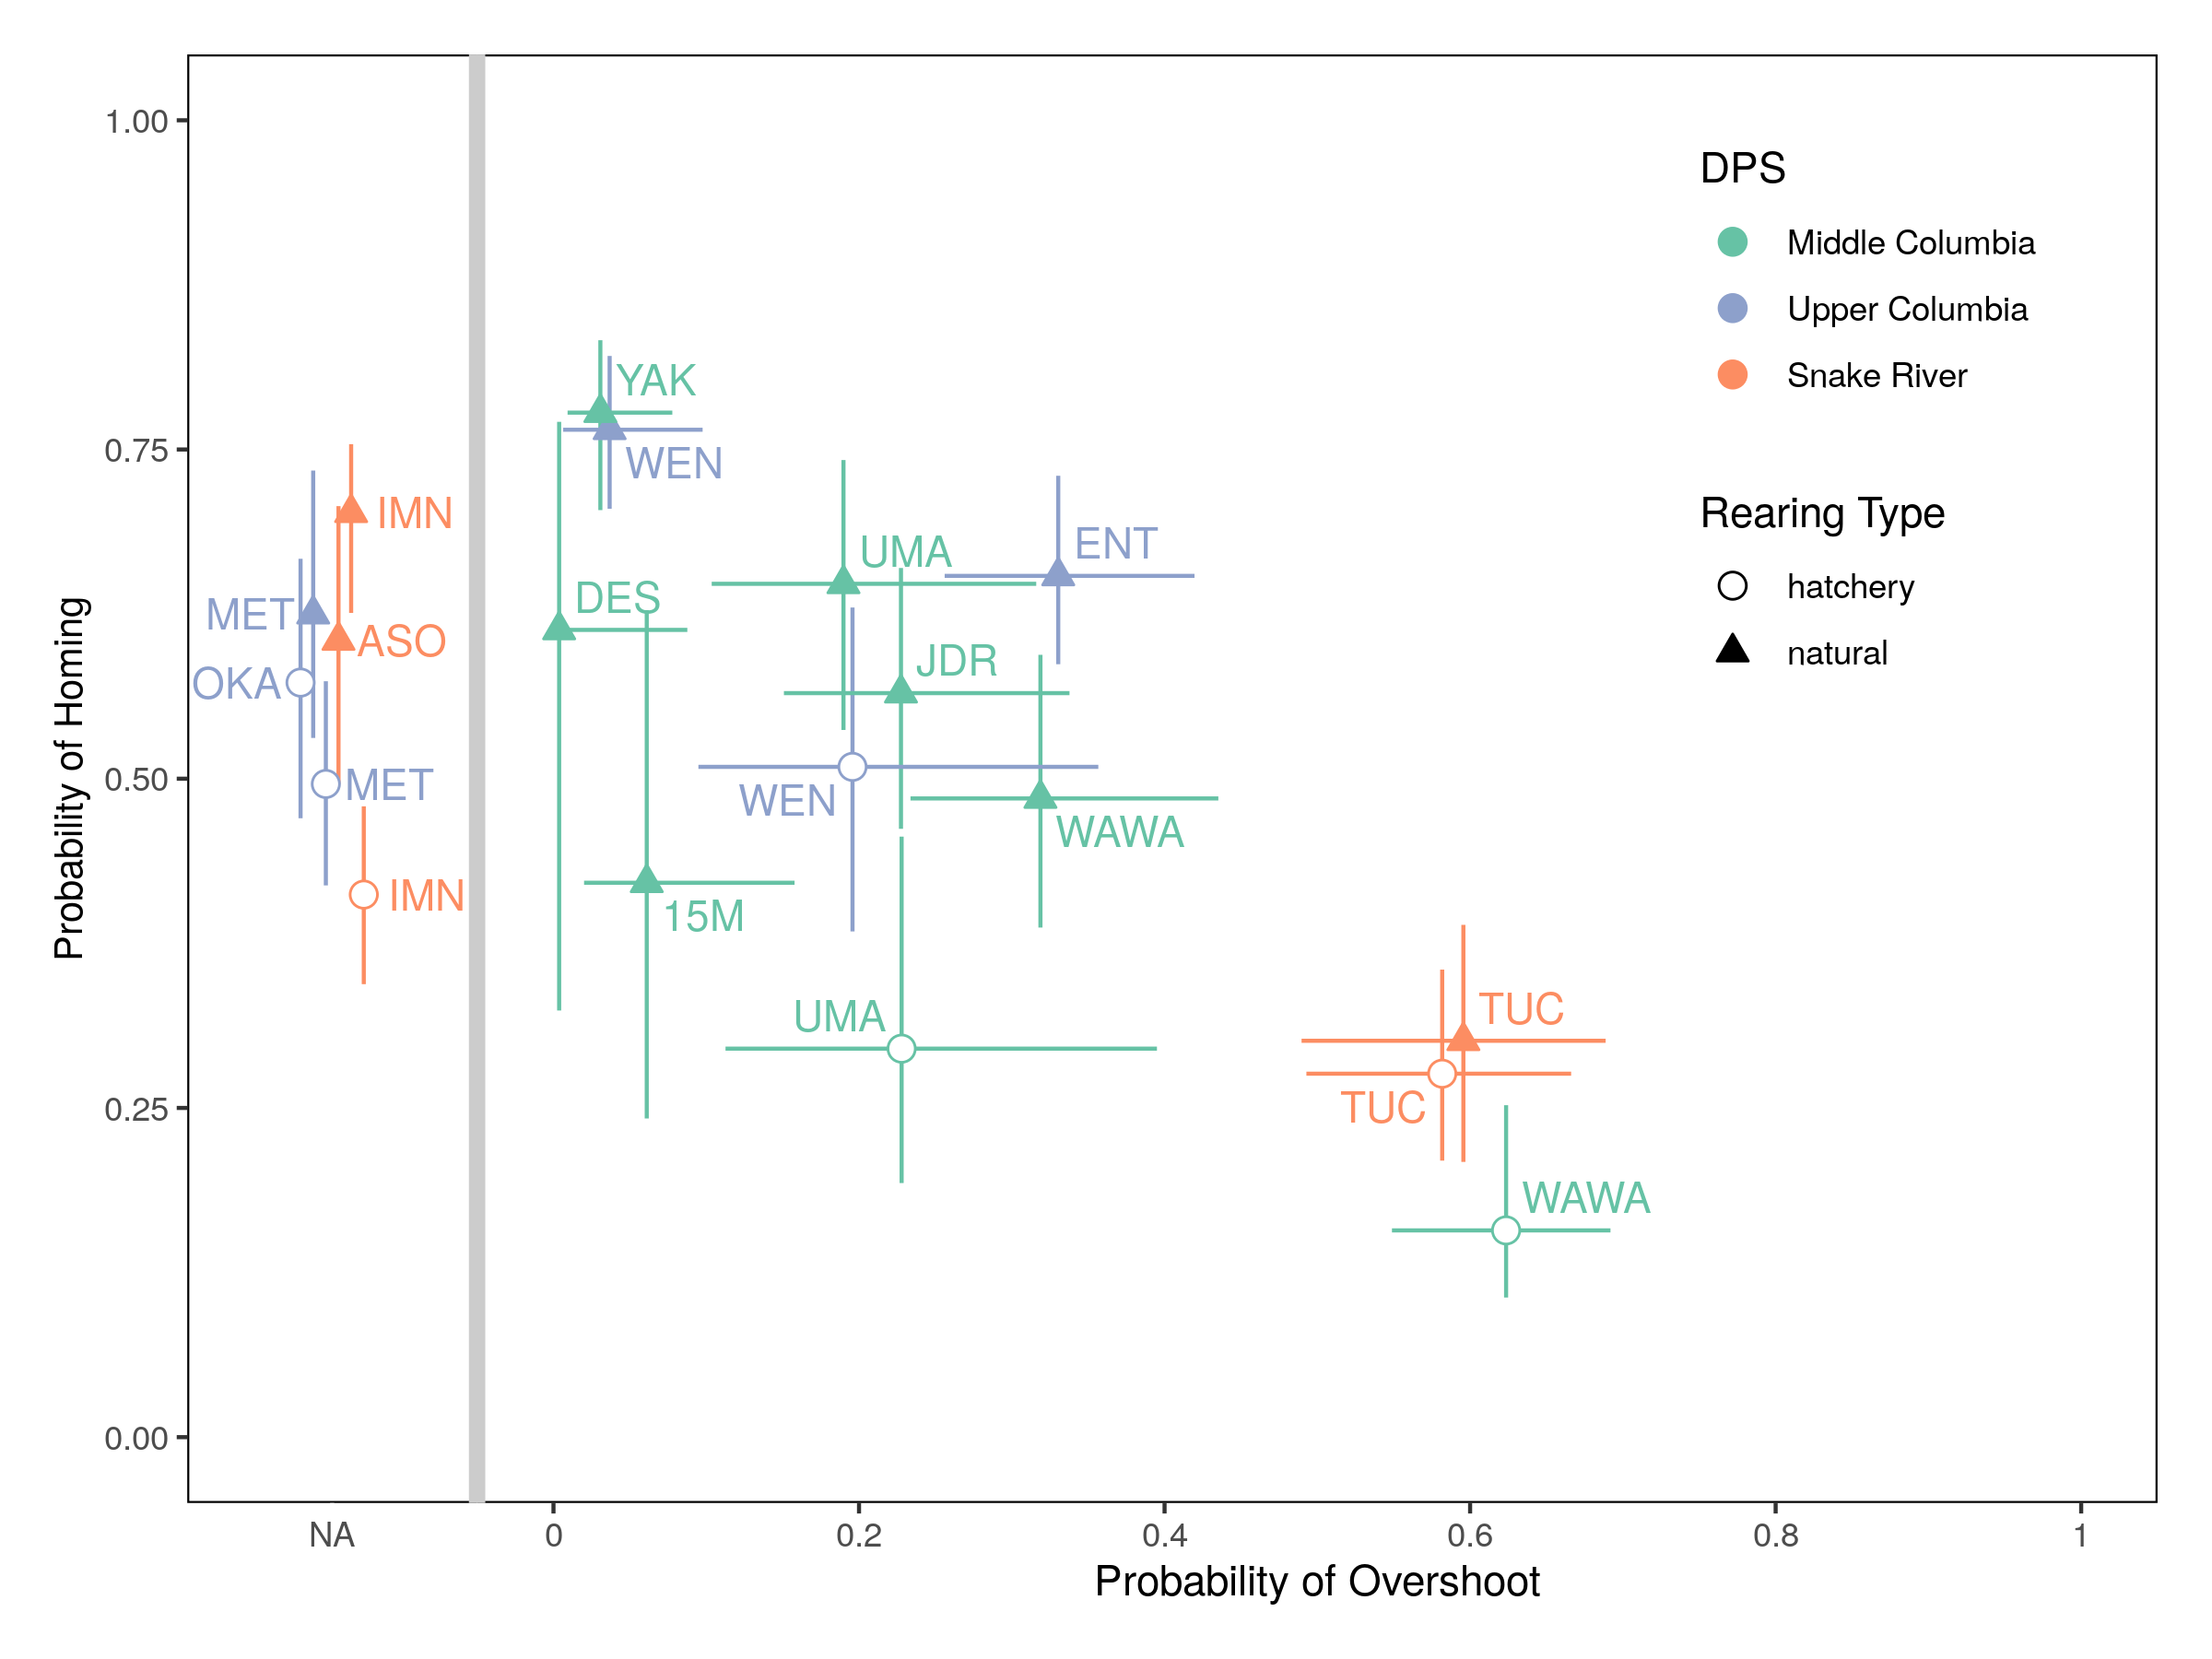 1.00
0.75
0.50
0.25
0.00
Probability of Homing
NA
0
0.2
0.4
0.6
0.8
1
Probability of Overshoot
DPS
Middle Columbia
Upper Columbia
Snake River
Rearing Type
hatchery
natural
YAK
WEN
IMN
ENT
UMA
DES
MET
ASO
JDR
OKA
MET
WEN
WAWA
IMN
15M
UMA
TUC
TUC
WAWA